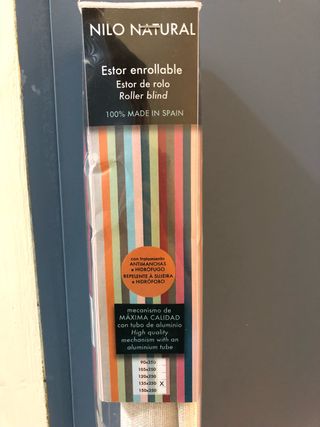 NILO NATURAL
Estor enrollable
Estor de rolo
Roller blind
100% MADE IN SPAIN
con tratamiento
ANTIMANCHAS
e HIDRÓFUGO
REPELENTE À SUJEIRA
e HIDRÓFOBO
mecanismo de
MÁXIMA CALIDAD
con tubo de aluminio
High quality
mechanism with an
aluminium tube
90x250
105x250
120x250
135x250 X
150x250